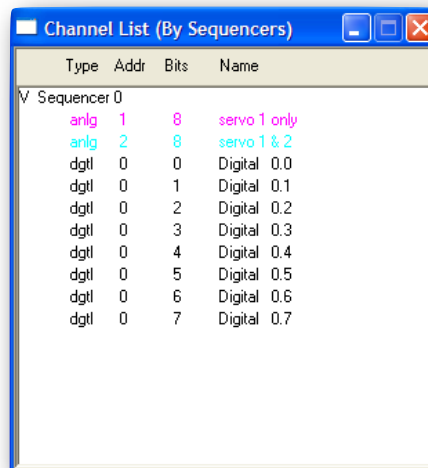 Channel List (By Sequencers)
Type Addr Bits Name
V Sequencer 0
anlg 1 8 servo 1 only
anlg 2 8 servo 1 & 2
dgtl 0 0 Digital 0.0
dgtl 0 1 Digital 0.1
dgtl 0 2 Digital 0.2
dgtl 0 3 Digital 0.3
dgtl 0 4 Digital 0.4
dgtl 0 5 Digital 0.5
dgtl 0 6 Digital 0.6
dgtl 0 7 Digital 0.7